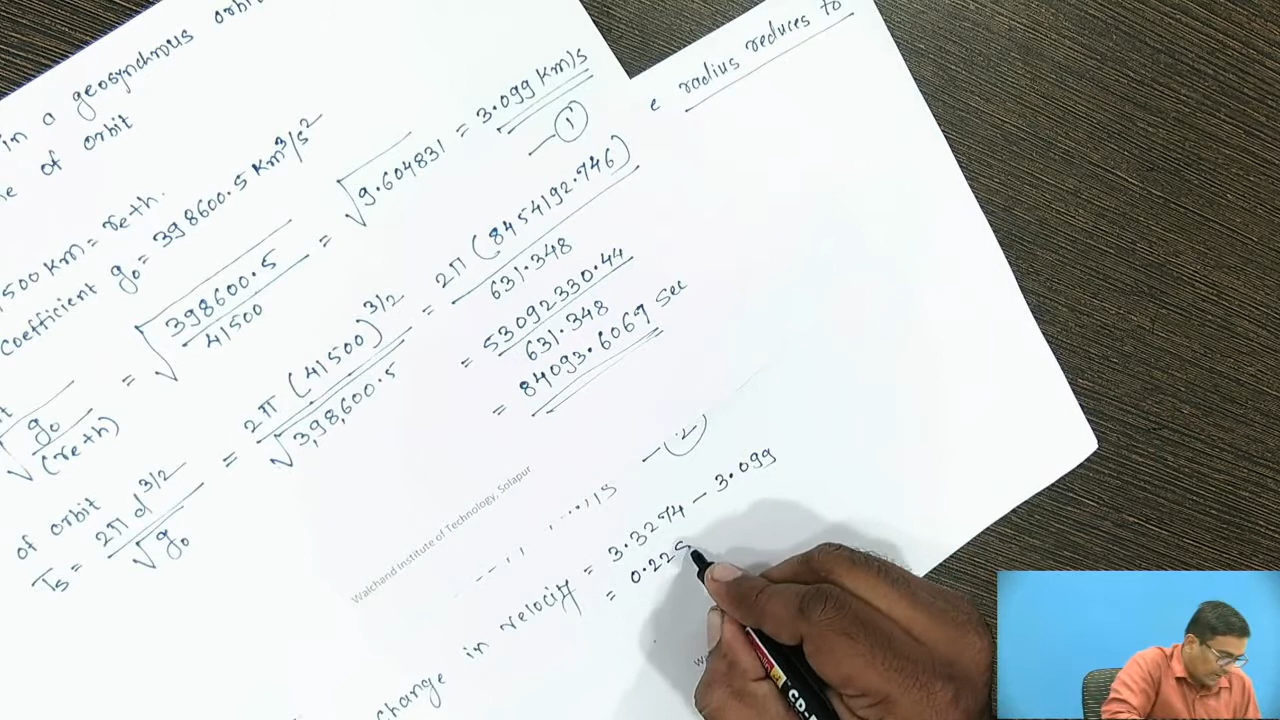 in a geosynchronous orbit
e of orbit
e radius reduces to
500 Km = re+h.
coefficient g₀ = 398600.5 Km³/s²
√(g₀/(re+h)) = √(398600.5/41500) = √9.604831 = 3.099 Km/s
— ①
of orbit
Ts = 2π d^3/2 / √g₀ = 2π (41500)^3/2 / √3,98,600.5 = 2π (8454192.746) / 631.348
= 53092330.44 / 631.348
= 84093.6069 sec
Walchand Institute of Technology, Solapur
— (2)
change in velocity = 3.3274 – 3.099
= 0.22